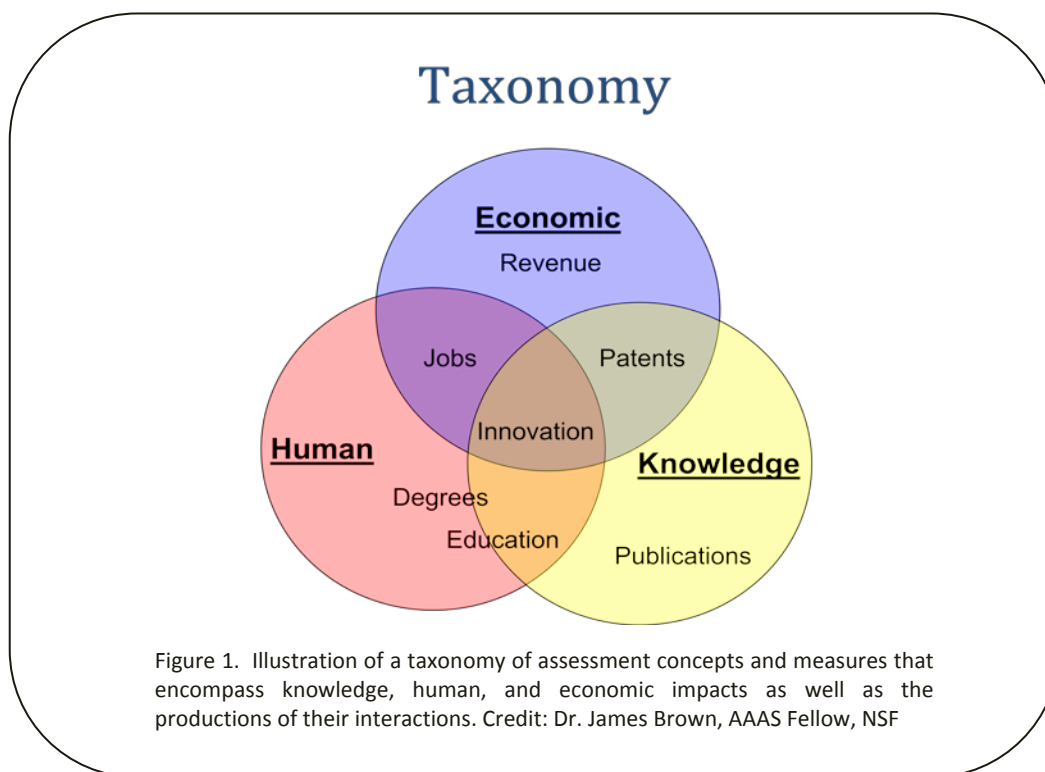 Taxonomy
Economic
Revenue
Jobs
Patents
Innovation
Human
Knowledge
Degrees
Education
Publications
Figure 1. Illustration of a taxonomy of assessment concepts and measures that
encompass knowledge, human, and economic impacts as well as the
productions of their interactions. Credit: Dr. James Brown, AAAS Fellow, NSF